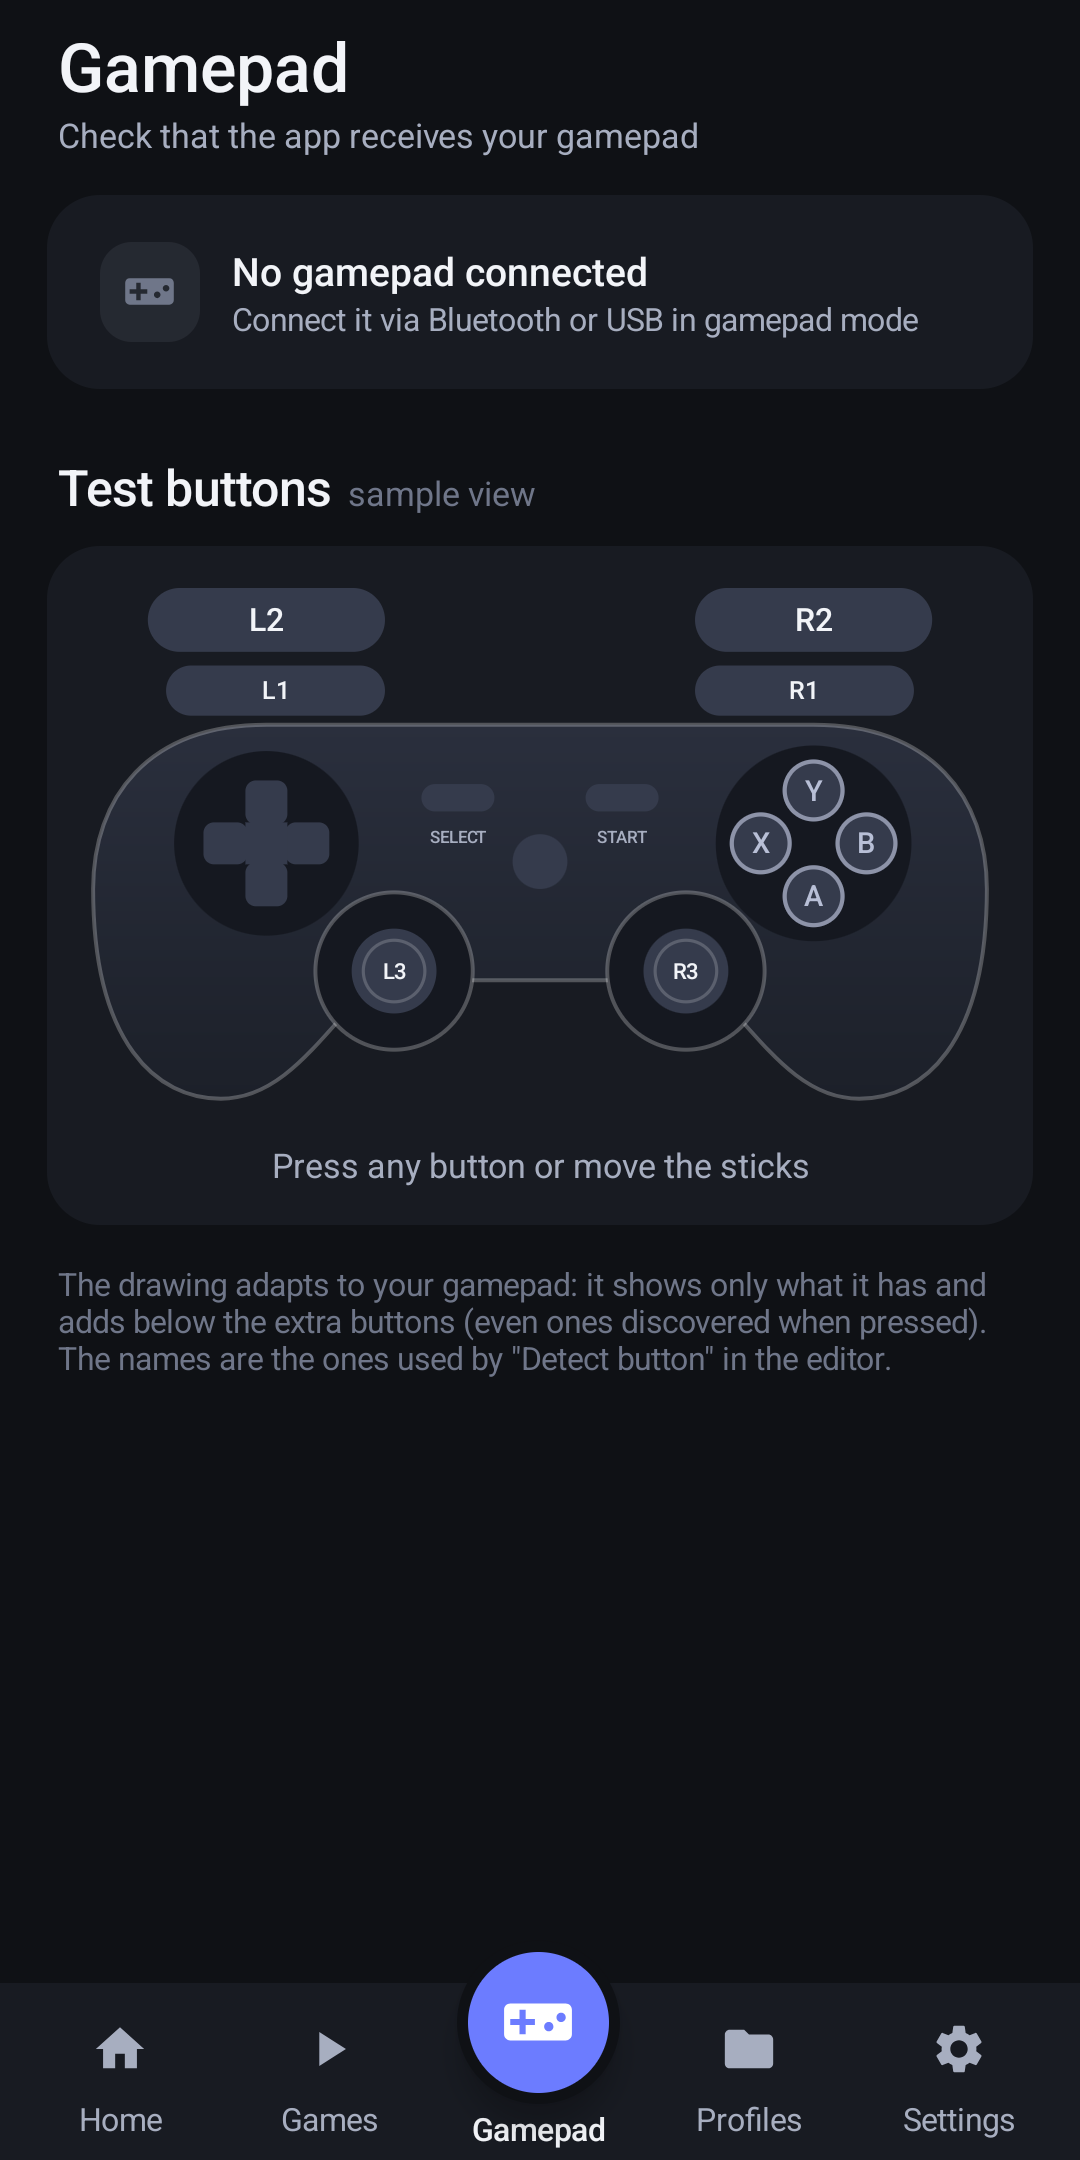 Gamepad
Check that the app receives your gamepad
No gamepad connected
Connect it via Bluetooth or USB in gamepad mode
Test buttons sample view
L2 R2
L1 R1
Y
SELECT START X B
A
L3 R3
Press any button or move the sticks
The drawing adapts to your gamepad: it shows only what it has and
adds below the extra buttons (even ones discovered when pressed).
The names are the ones used by "Detect button" in the editor.
Home Games Gamepad Profiles Settings